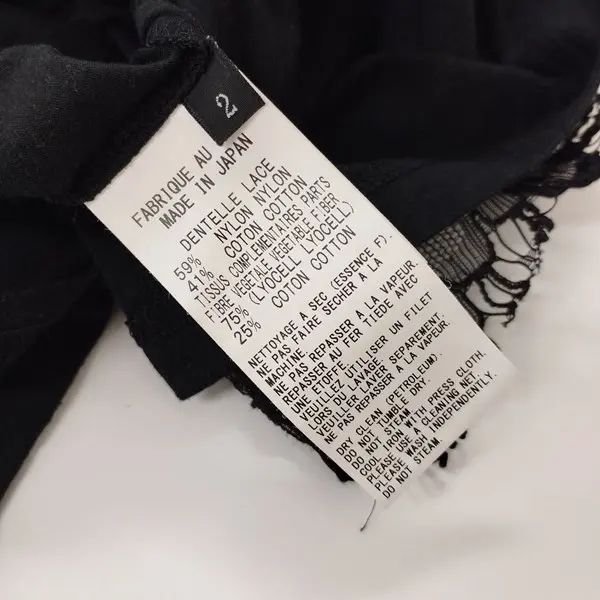 2
FABRIQUE AU
MADE IN JAPAN
DENTELLE LACE
59% NYLON NYLON
41% COTON COTTON
TISSUS COMPLEMENTAIRES PARTS
FIBRE VEGETALE VEGETABLE FIBER
75% (LYOCELL LYOCELL)
25% COTON COTTON
NETTOYAGE A SEC (ESSENCE F).
NE PAS FAIRE SECHER A LA
MACHINE.
NE PAS REPASSER A LA VAPEUR.
REPASSER AU FER TIEDE AVEC
UNE ETOFFE.
VEUILLEZ UTILISER UN FILET
LORS DU LAVAGE
VEUILLER LAVER SEPAREMENT.
NE PAS REPASSER A LA VAPEUR.
DRY CLEAN (PETROLEUM).
DO NOT TUMBLE DRY.
DO NOT STEAM.
COOL IRON WITH PRESS CLOTH.
PLEASE USE A CLEANING NET.
PLEASE WASH INDEPENDENTLY.
DO NOT STEAM.